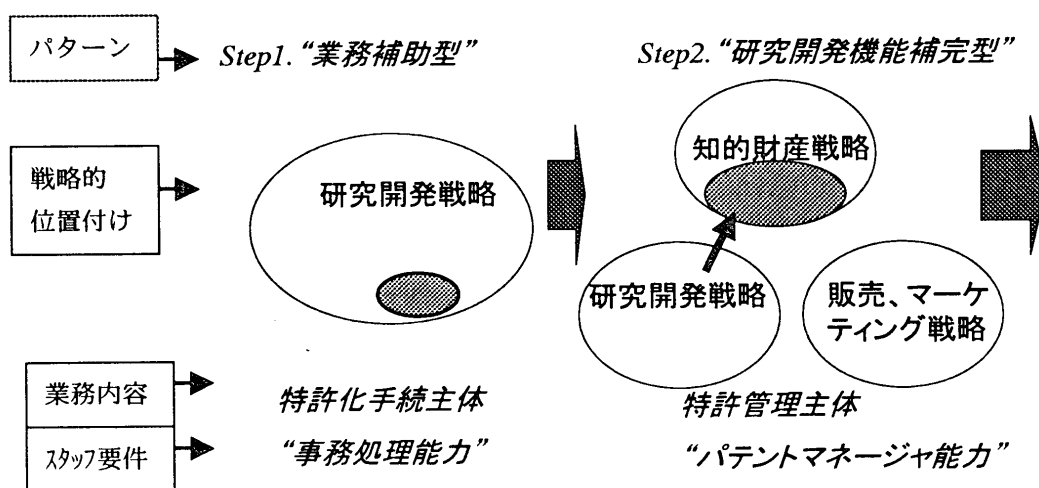 パターン
Step1. “業務補助型”
Step2. “研究開発機能補完型”
戦略的
位置付け
研究開発戦略
知的財産戦略
研究開発戦略
販売、マーケ
ティング戦略
業務内容
特許化手続主体
特許管理主体
スタッフ要件
“事務処理能力”
“パテントマネージャ能力”